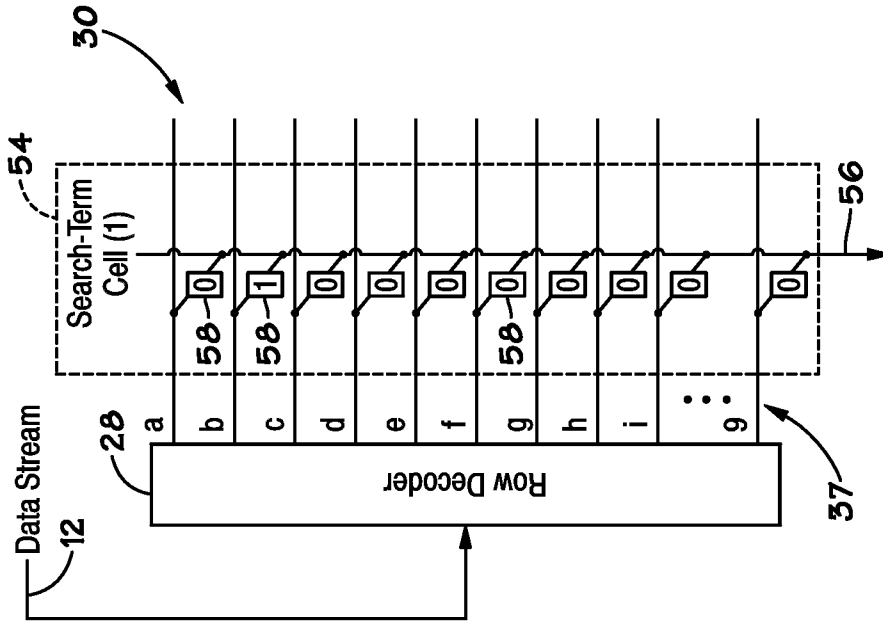 Data Stream
12
28
Row Decoder
Search-Term
Cell (1)
54
30
a
b
c
d
e
f
g
h
i
• • •
9
0
1
0
0
0
0
0
0
0
0
58
58
58
37
56